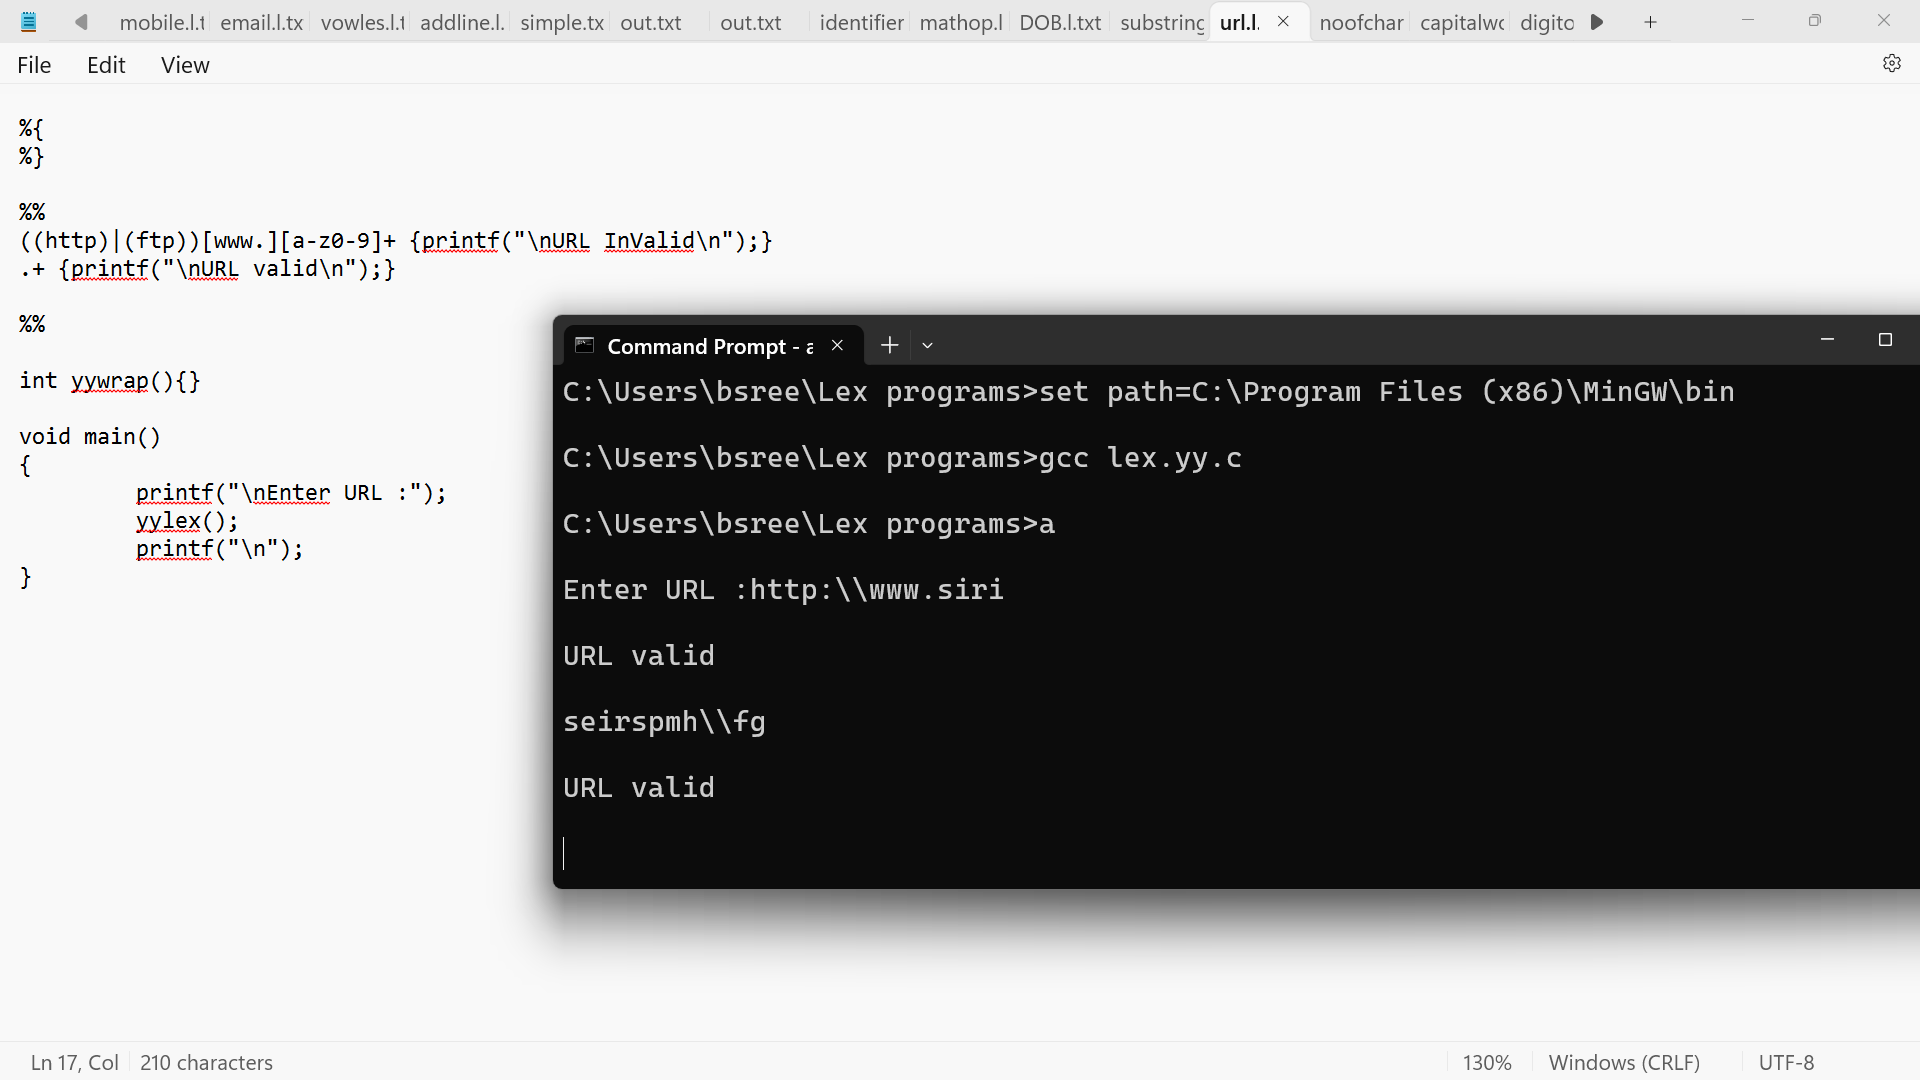 mobile.l.t email.l.tx vowles.l.t addline.l. simple.tx out.txt out.txt identifier mathop.l DOB.l.txt substring url.l. noofchar capitalwo digito
File Edit View
%{
%}
%%
((http)|(ftp))[www.][a-z0-9]+ {printf("\nURL InValid\n");}
.+ {printf("\nURL valid\n");}
%%
int yywrap(){}
void main()
{
printf("\nEnter URL :");
yylex();
printf("\n");
}
Command Prompt - a
C:\Users\bsree\Lex programs>set path=C:\Program Files (x86)\MinGW\bin
C:\Users\bsree\Lex programs>gcc lex.yy.c
C:\Users\bsree\Lex programs>a
Enter URL :http:\\www.siri
URL valid
seirspmh\\fg
URL valid
Ln 17, Col 210 characters 130% Windows (CRLF) UTF-8